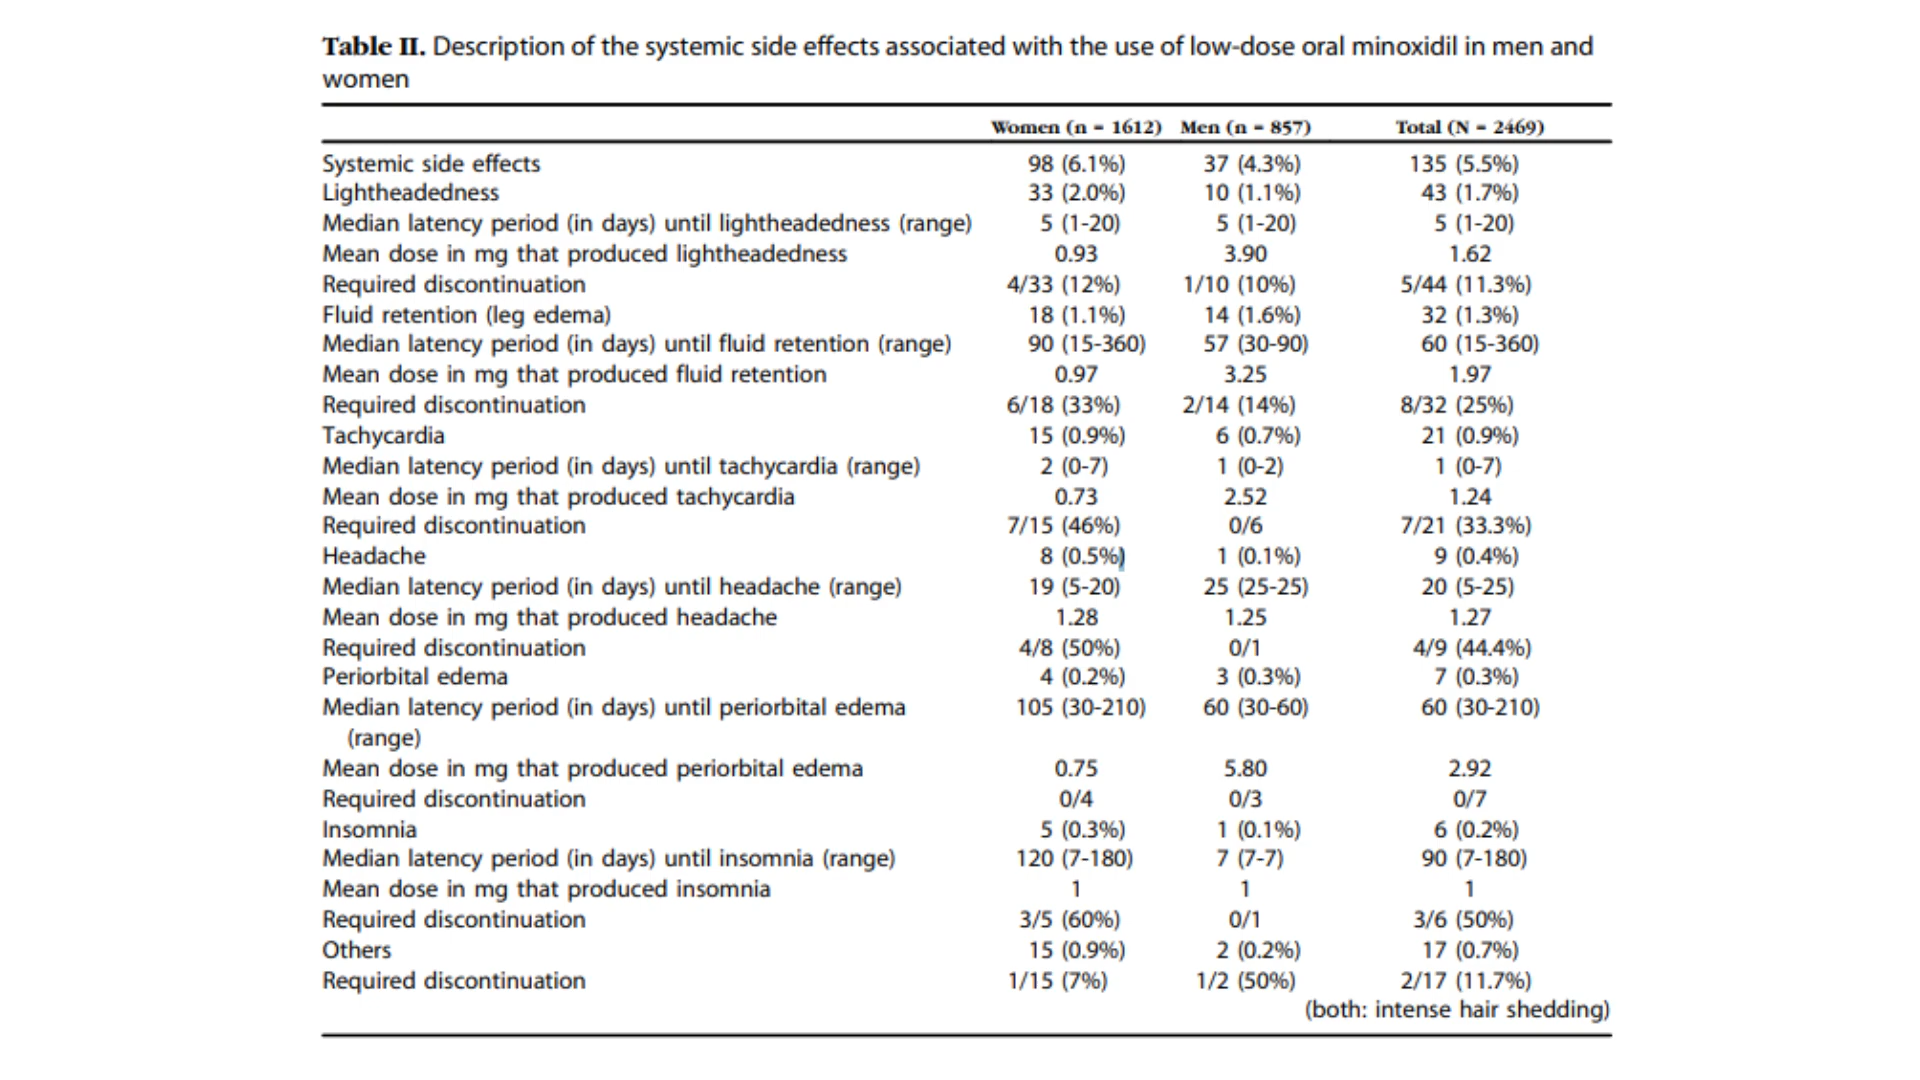 Table II. Description of the systemic side effects associated with the use of low-dose oral minoxidil in men and
women
Women (n = 1612) Men (n = 857) Total (N = 2469)
Systemic side effects 98 (6.1%) 37 (4.3%) 135 (5.5%)
Lightheadedness 33 (2.0%) 10 (1.1%) 43 (1.7%)
Median latency period (in days) until lightheadedness (range) 5 (1-20) 5 (1-20) 5 (1-20)
Mean dose in mg that produced lightheadedness 0.93 3.90 1.62
Required discontinuation 4/33 (12%) 1/10 (10%) 5/44 (11.3%)
Fluid retention (leg edema) 18 (1.1%) 14 (1.6%) 32 (1.3%)
Median latency period (in days) until fluid retention (range) 90 (15-360) 57 (30-90) 60 (15-360)
Mean dose in mg that produced fluid retention 0.97 3.25 1.97
Required discontinuation 6/18 (33%) 2/14 (14%) 8/32 (25%)
Tachycardia 15 (0.9%) 6 (0.7%) 21 (0.9%)
Median latency period (in days) until tachycardia (range) 2 (0-7) 1 (0-2) 1 (0-7)
Mean dose in mg that produced tachycardia 0.73 2.52 1.24
Required discontinuation 7/15 (46%) 0/6 7/21 (33.3%)
Headache 8 (0.5%) 1 (0.1%) 9 (0.4%)
Median latency period (in days) until headache (range) 19 (5-20) 25 (25-25) 20 (5-25)
Mean dose in mg that produced headache 1.28 1.25 1.27
Required discontinuation 4/8 (50%) 0/1 4/9 (44.4%)
Periorbital edema 4 (0.2%) 3 (0.3%) 7 (0.3%)
Median latency period (in days) until periorbital edema 105 (30-210) 60 (30-60) 60 (30-210)
(range)
Mean dose in mg that produced periorbital edema 0.75 5.80 2.92
Required discontinuation 0/4 0/3 0/7
Insomnia 5 (0.3%) 1 (0.1%) 6 (0.2%)
Median latency period (in days) until insomnia (range) 120 (7-180) 7 (7-7) 90 (7-180)
Mean dose in mg that produced insomnia 1 1 1
Required discontinuation 3/5 (60%) 0/1 3/6 (50%)
Others 15 (0.9%) 2 (0.2%) 17 (0.7%)
Required discontinuation 1/15 (7%) 1/2 (50%) 2/17 (11.7%)
(both: intense hair shedding)